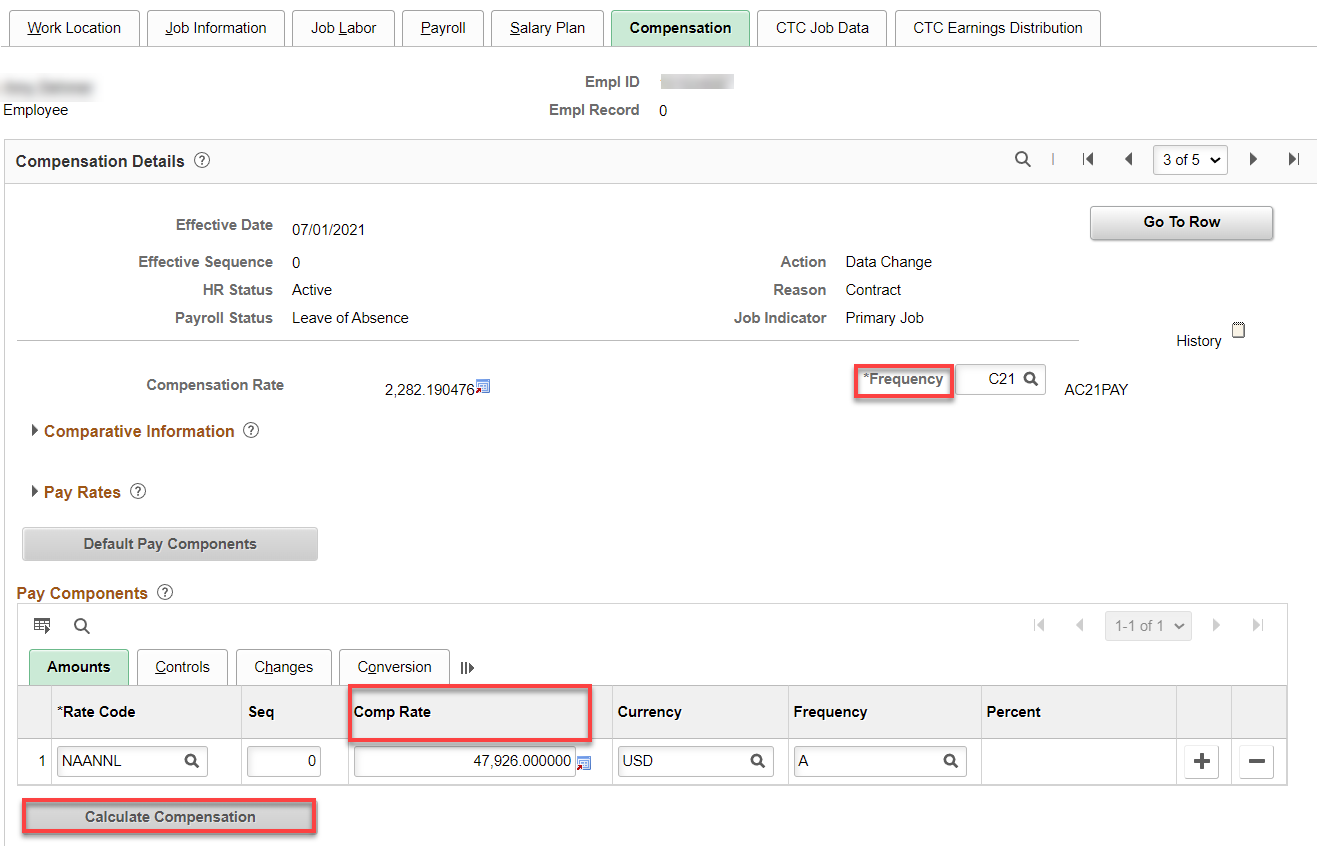 Work Location Job Information Job Labor Payroll Salary Plan Compensation CTC Job Data CTC Earnings Distribution
Empl ID
Employee Empl Record 0
Compensation Details ? 3 of 5
Effective Date 07/01/2021 Go To Row
Effective Sequence 0 Action Data Change
HR Status Active Reason Contract
Payroll Status Leave of Absence Job Indicator Primary Job
History
Compensation Rate 2,282.190476 *Frequency C21 AC21PAY
Comparative Information ?
Pay Rates ?
Default Pay Components
Pay Components ?
1-1 of 1
Amounts Controls Changes Conversion
*Rate Code Seq Comp Rate Currency Frequency Percent
1 NAANNL 0 47,926.000000 USD A + −
Calculate Compensation